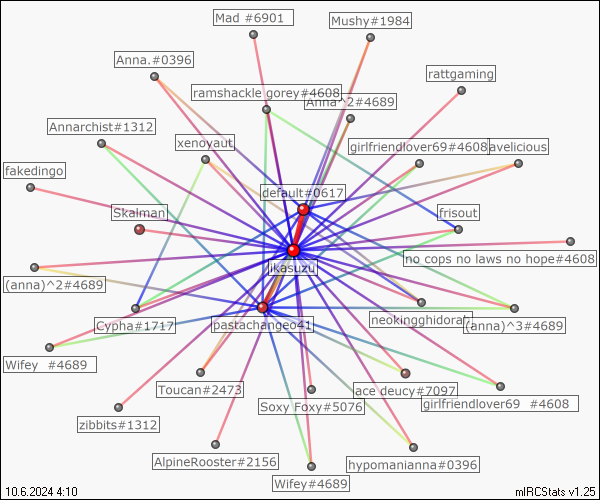 Mad #6901
Mushy#1984
Anna.#0396
rattgaming
ramshackle gorey#4608
Anna^2#4689
Annarchist#1312
xenoyaut
girlfriendlover69#4608
avelicious
fakedingo
default#0617
Skalman
frisout
no cops no laws no hope#4608
ikasuzu
(anna)^2#4689
Cypha#1717
pastachangeo41
neokingghidorah
(anna)^3#4689
Wifey #4689
Toucan#2473
ace deucy#7097
Soxy Foxy#5076
girlfriendlover69 #4608
zibbits#1312
AlpineRooster#2156
hypomanianna#0396
Wifey#4689
10.6.2024 4:10
mIRCStats v1.25